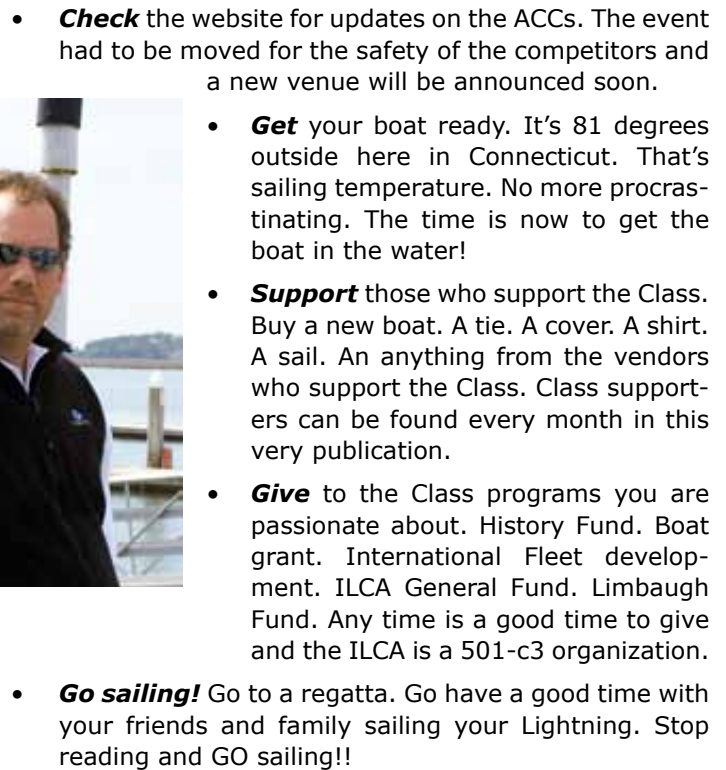 • Check the website for updates on the ACCs. The event
had to be moved for the safety of the competitors and
a new venue will be announced soon.
• Get your boat ready. It’s 81 degrees
outside here in Connecticut. That’s
sailing temperature. No more procras-
tinating. The time is now to get the
boat in the water!
• Support those who support the Class.
Buy a new boat. A tie. A cover. A shirt.
A sail. An anything from the vendors
who support the Class. Class support-
ers can be found every month in this
very publication.
• Give to the Class programs you are
passionate about. History Fund. Boat
grant. International Fleet develop-
ment. ILCA General Fund. Limbaugh
Fund. Any time is a good time to give
and the ILCA is a 501-c3 organization.
• Go sailing! Go to a regatta. Go have a good time with
your friends and family sailing your Lightning. Stop
reading and GO sailing!!